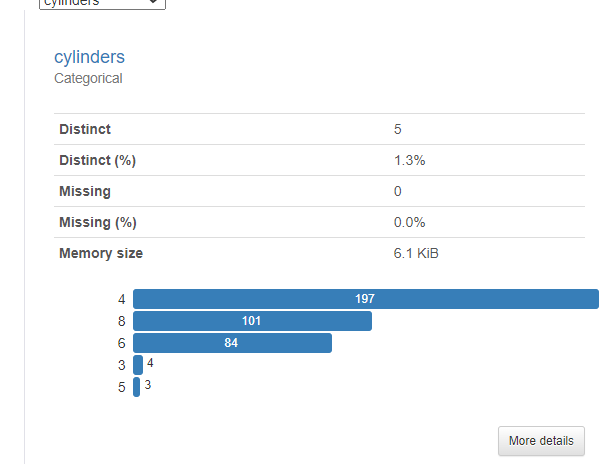 cylinders
cylinders
Categorical
Distinct 5
Distinct (%) 1.3%
Missing 0
Missing (%) 0.0%
Memory size 6.1 KiB
4 197
8 101
6 84
3 4
5 3
More details